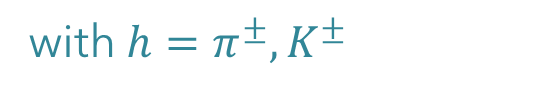 with h = π±, K±